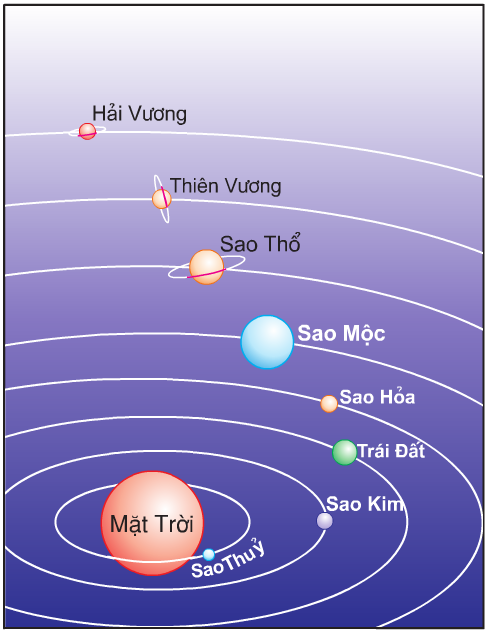 Hải Vương
Thiên Vương
Sao Thổ
Sao Mộc
Sao Hỏa
Trái Đất
Sao Kim
Mặt Trời
SaoThuỷ